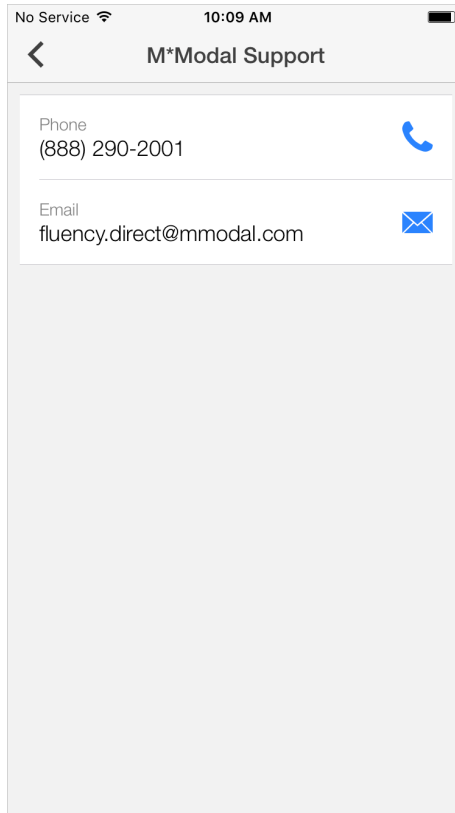 No Service 10:09 AM
M*Modal Support
Phone
(888) 290-2001
Email
fluency.direct@mmodal.com